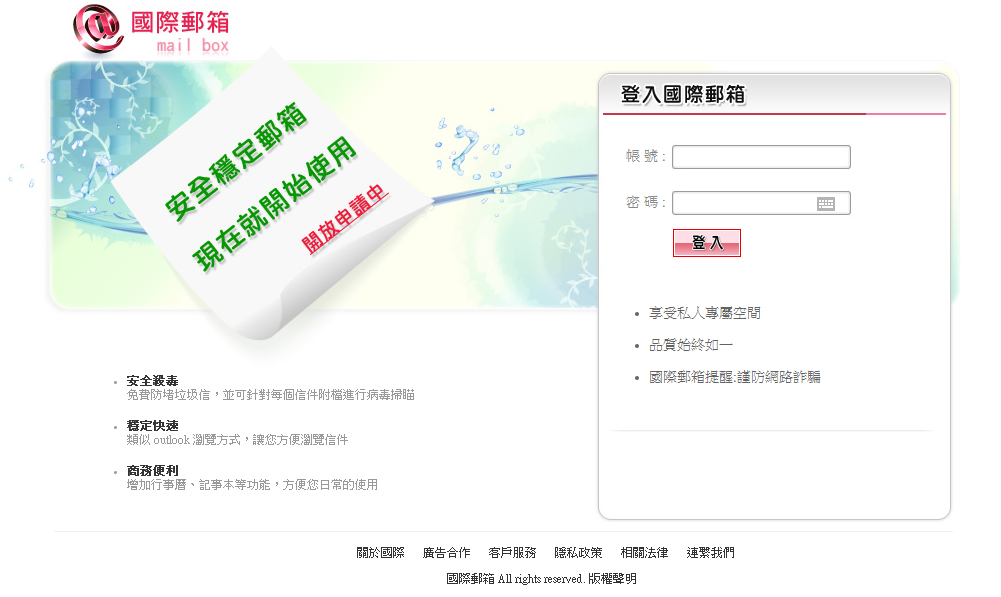 國際郵箱
mail box
安全穩定郵箱
現在就開始使用
開放申請中
登入國際郵箱
帳 號 :
密 碼 :
登 入
• 享受私人專屬空間
• 品質始終如一
• 國際郵箱提醒:謹防網路詐騙
• 安全殺毒
免費防堵垃圾信，並可針對每個信件附檔進行病毒掃瞄
• 穩定快速
類似 outlook 瀏覽方式，讓您方便瀏覽信件
• 商務便利
增加行事曆、記事本等功能，方便您日常的使用
關於國際 廣告合作 客戶服務 隱私政策 相關法律 連繫我們
國際郵箱 All rights reserved. 版權聲明